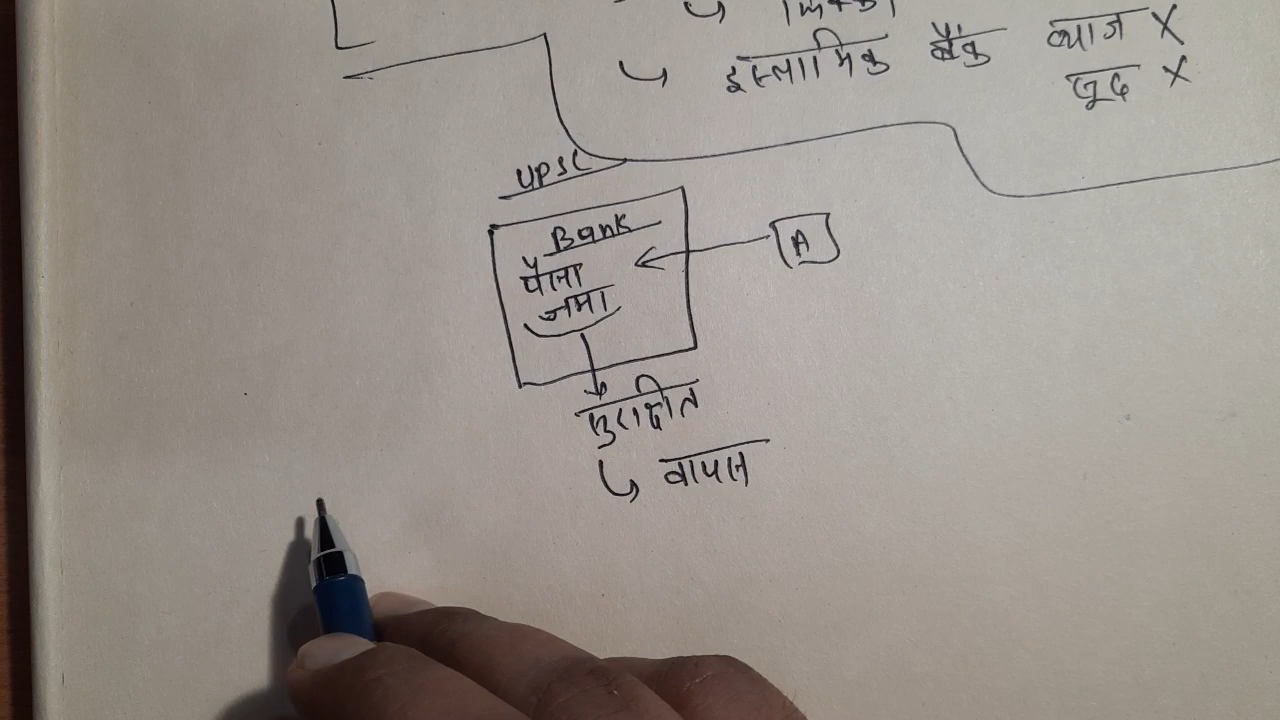 इस्लामिक बैंक ब्याज X
सूद X
UPSC
Bank
A
पैसा
जमा
सुरक्षित
वापस